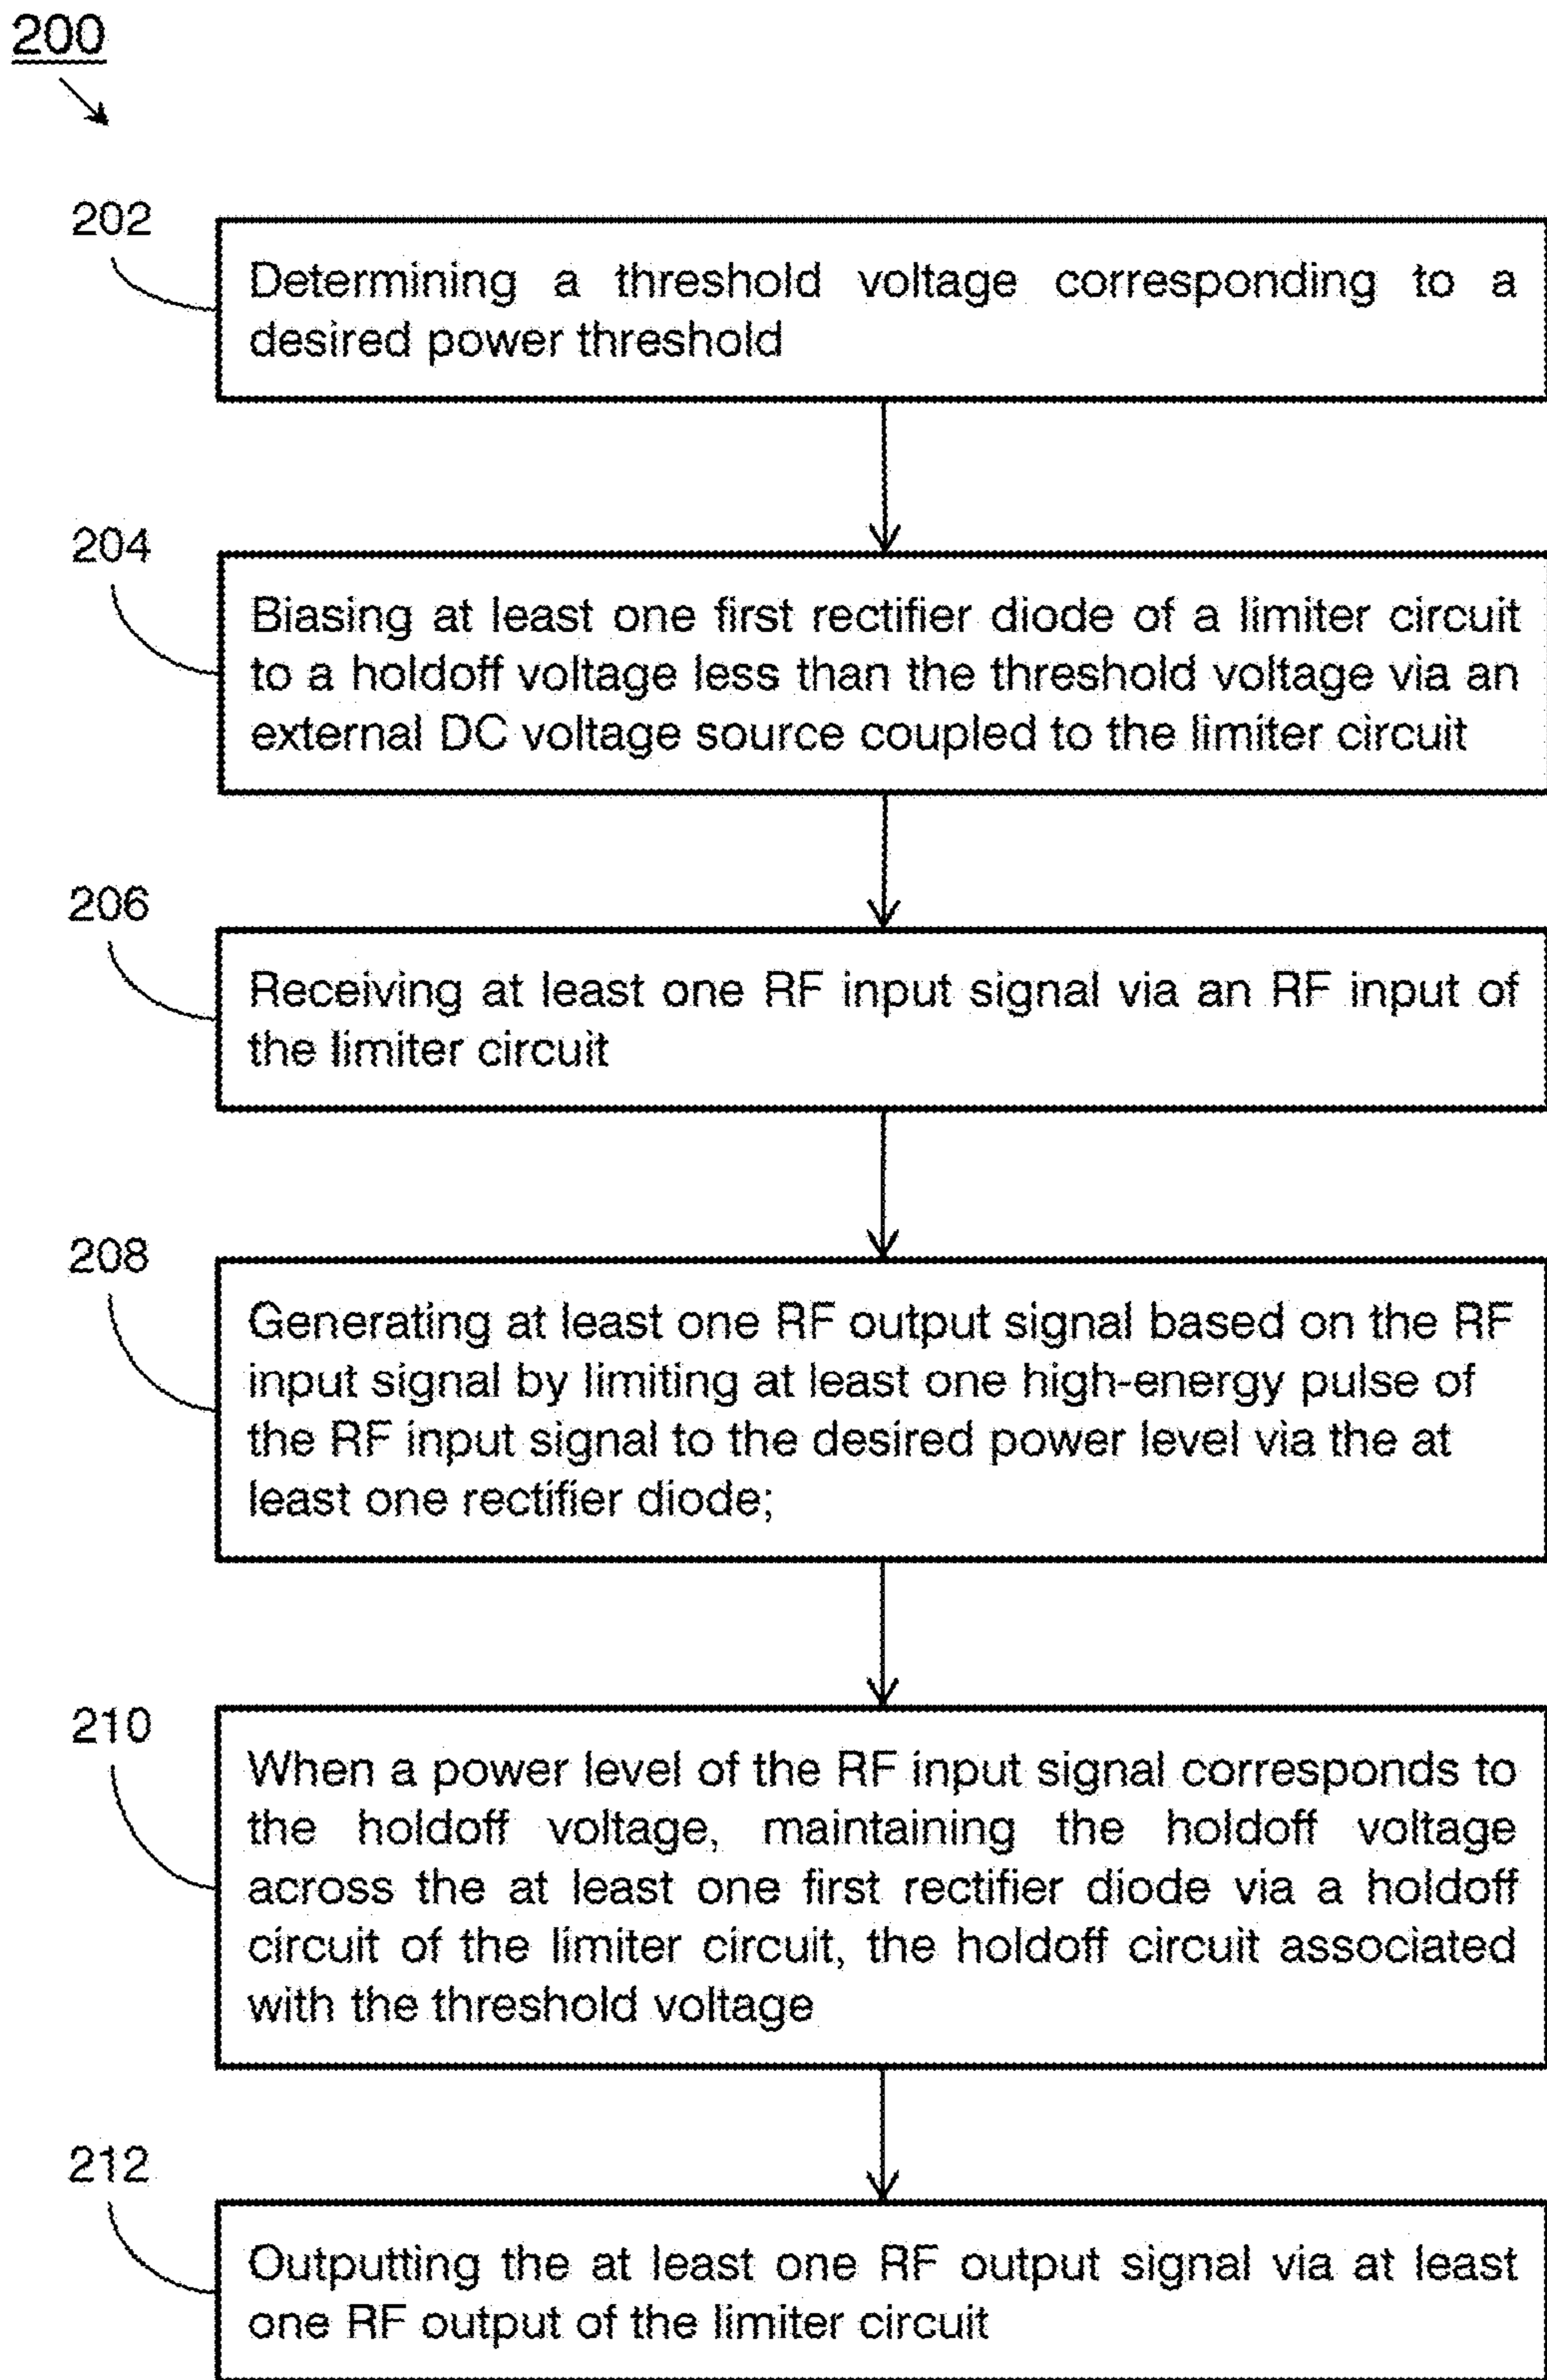 200
202
Determining a threshold voltage corresponding to a
desired power threshold
204
Biasing at least one first rectifier diode of a limiter circuit
to a holdoff voltage less than the threshold voltage via an
external DC voltage source coupled to the limiter circuit
206
Receiving at least one RF input signal via an RF input of
the limiter circuit
208
Generating at least one RF output signal based on the RF
input signal by limiting at least one high-energy pulse of
the RF input signal to the desired power level via the at
least one rectifier diode;
210
When a power level of the RF input signal corresponds to
the holdoff voltage, maintaining the holdoff voltage
across the at least one first rectifier diode via a holdoff
circuit of the limiter circuit, the holdoff circuit associated
with the threshold voltage
212
Outputting the at least one RF output signal via at least
one RF output of the limiter circuit